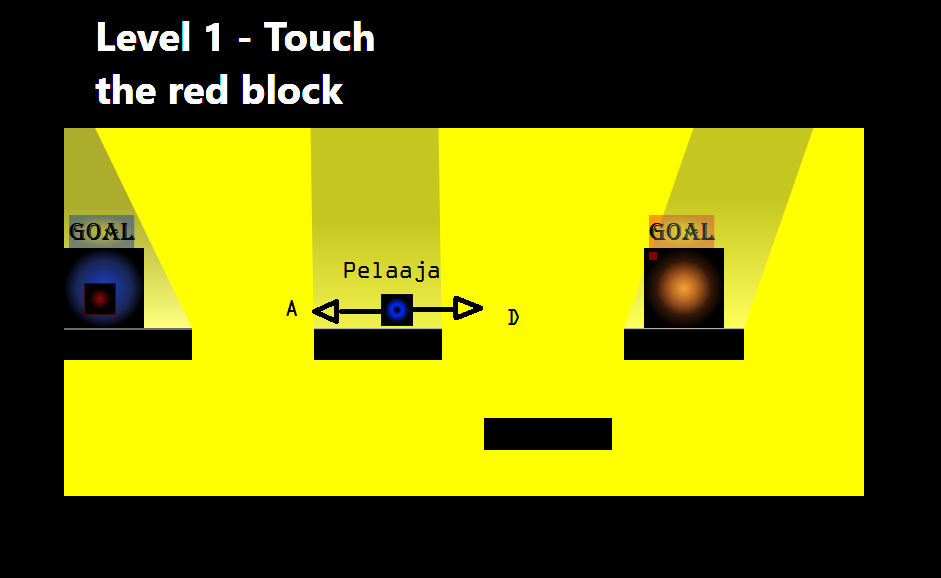 Level 1 - Touch
the red block
GOAL
GOAL
Pelaaja
A
D